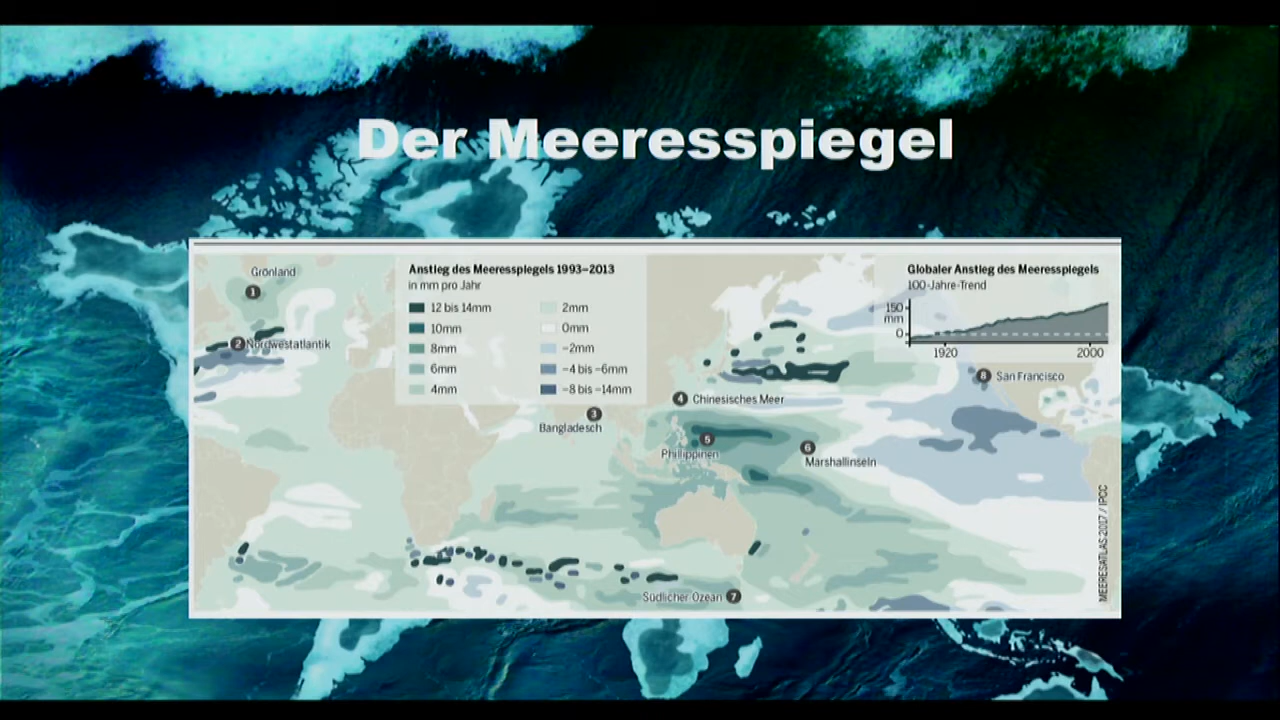 Der Meeresspiegel
Anstieg des Meeresspiegels 1993–2013
in mm pro Jahr
12 bis 14mm
10mm
8mm
6mm
4mm
2mm
0mm
−2mm
−4 bis −6mm
−8 bis −14mm
Globaler Anstieg des Meeresspiegels
100-Jahre-Trend
150
mm
0
1920
2000
Grönland
1
2 Nordwestatlantik
3
Bangladesch
4 Chinesisches Meer
5
Phillippinen
6
Marshallinseln
Südlicher Ozean 7
8 San Francisco
MEERESATLAS 2017 / IPCC